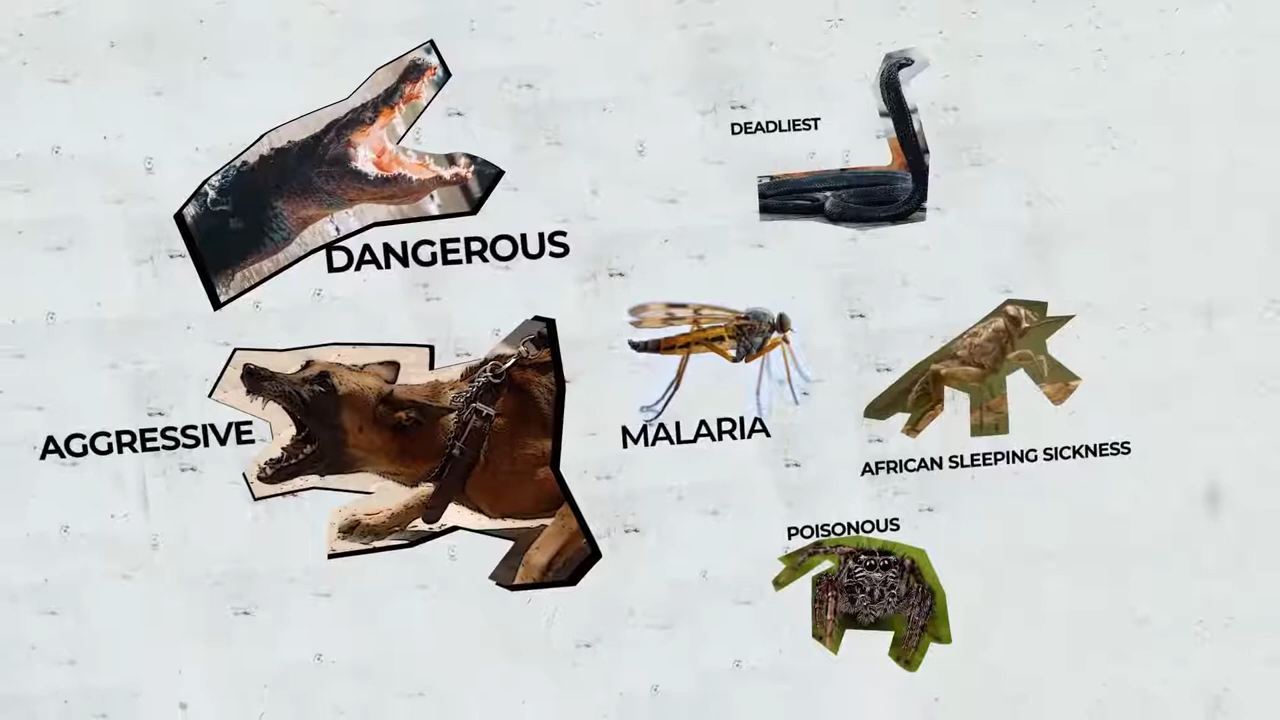 DEADLIEST
DANGEROUS
AGGRESSIVE
MALARIA
AFRICAN SLEEPING SICKNESS
POISONOUS